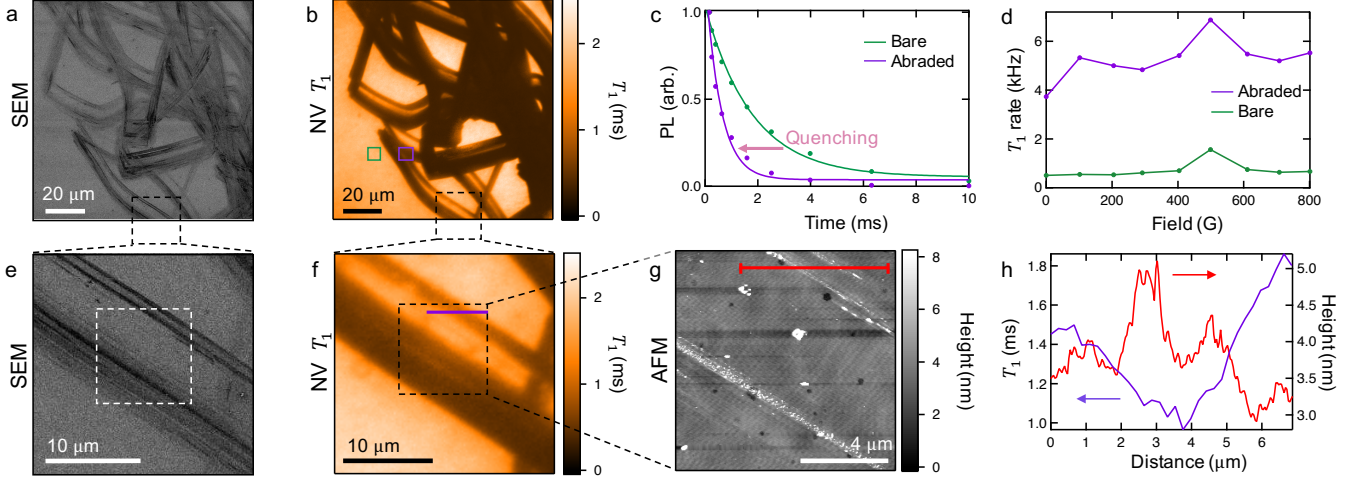 a
SEM
20 μm
b
NV T₁
20 μm
2
1
0
T₁ (ms)
c
PL (arb.)
1.0
0.5
0.0
Bare
Abraded
Quenching
0
2
4
6
8
10
Time (ms)
d
T₁ rate (kHz)
6
4
2
0
Abraded
Bare
0
200
400
600
800
Field (G)
e
SEM
10 μm
f
NV T₁
10 μm
2
1
0
T₁ (ms)
g
AFM
4 μm
8
6
4
2
0
Height (nm)
h
T₁ (ms)
1.8
1.6
1.4
1.2
1.0
5.0
4.5
4.0
3.5
3.0
Height (nm)
0
1
2
3
4
5
6
Distance (μm)